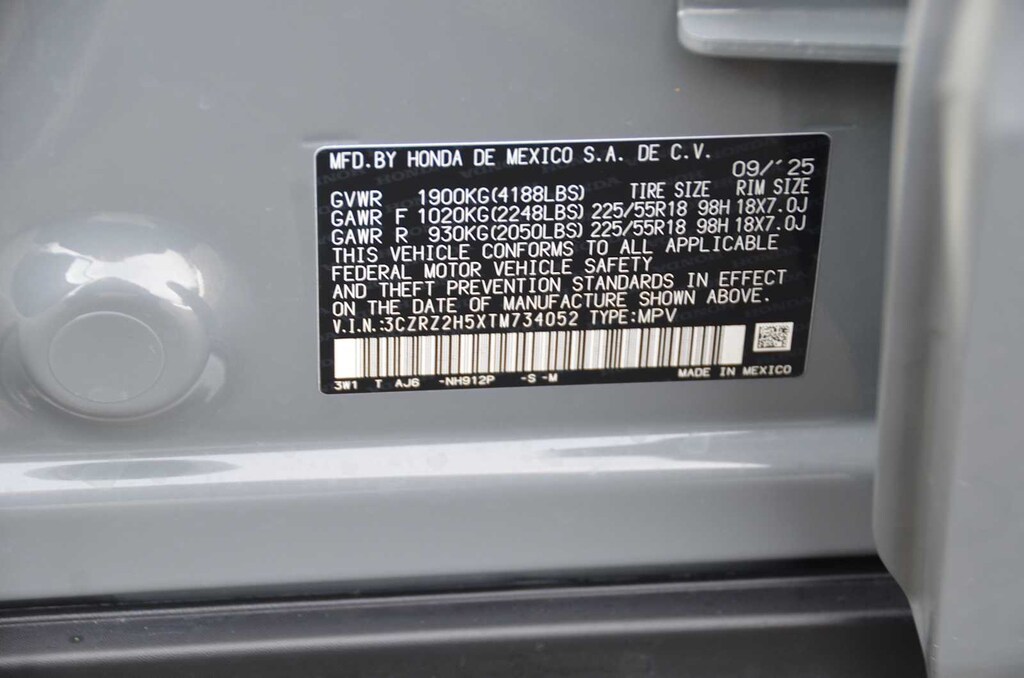 MFD.BY HONDA DE MEXICO S.A. DE C.V.
09/'25
GVWR 1900KG(4188LBS) TIRE SIZE RIM SIZE
GAWR F 1020KG(2248LBS) 225/55R18 98H 18X7.0J
GAWR R 930KG(2050LBS) 225/55R18 98H 18X7.0J
THIS VEHICLE CONFORMS TO ALL APPLICABLE
FEDERAL MOTOR VEHICLE SAFETY
AND THEFT PREVENTION STANDARDS IN EFFECT
ON THE DATE OF MANUFACTURE SHOWN ABOVE.
V.I.N.:3CZRZ2H5XTM734052 TYPE:MPV
3W1 T AJ6 -NH912P -S -M MADE IN MEXICO